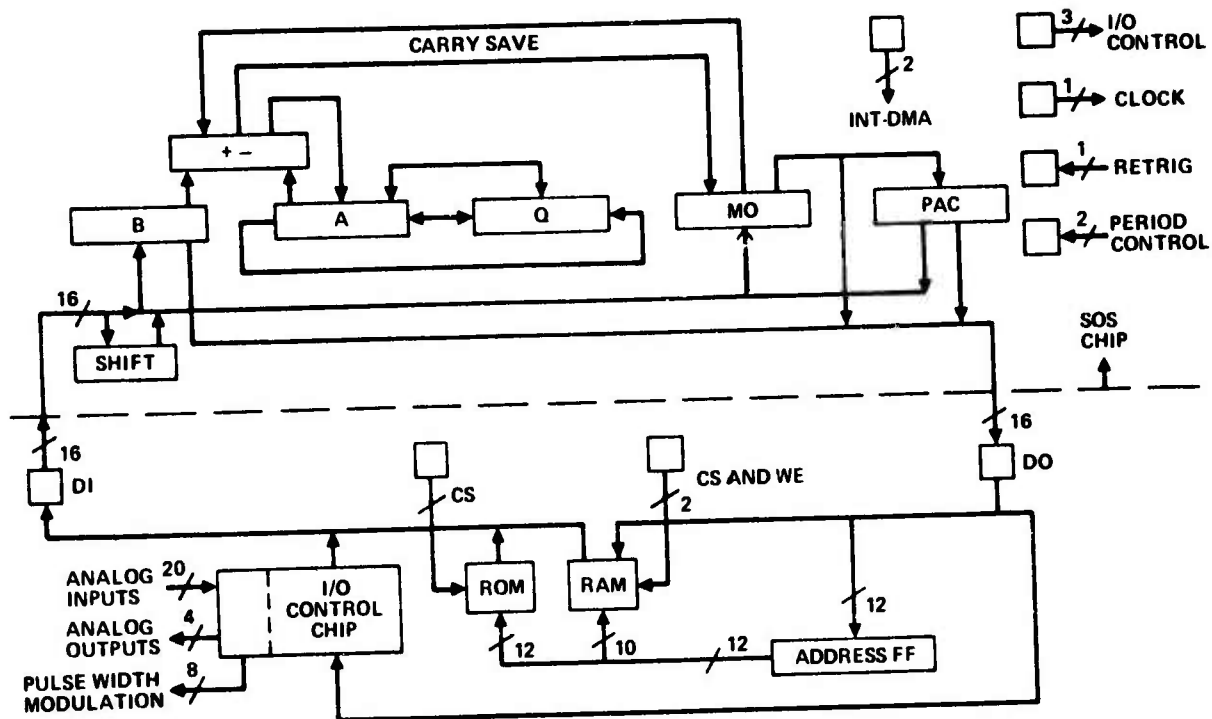 CARRY SAVE
+ -
B
A
Q
MO
PAC
2
INT-DMA
3
I/O
CONTROL
1
CLOCK
1
RETRIG
2
PERIOD
CONTROL
16
SHIFT
SOS
CHIP
16
DI
CS
CS AND WE
2
16
DO
ANALOG
INPUTS
20
ANALOG
OUTPUTS
4
PULSE WIDTH
MODULATION
8
I/O
CONTROL
CHIP
ROM
RAM
12
10
12
12
ADDRESS FF